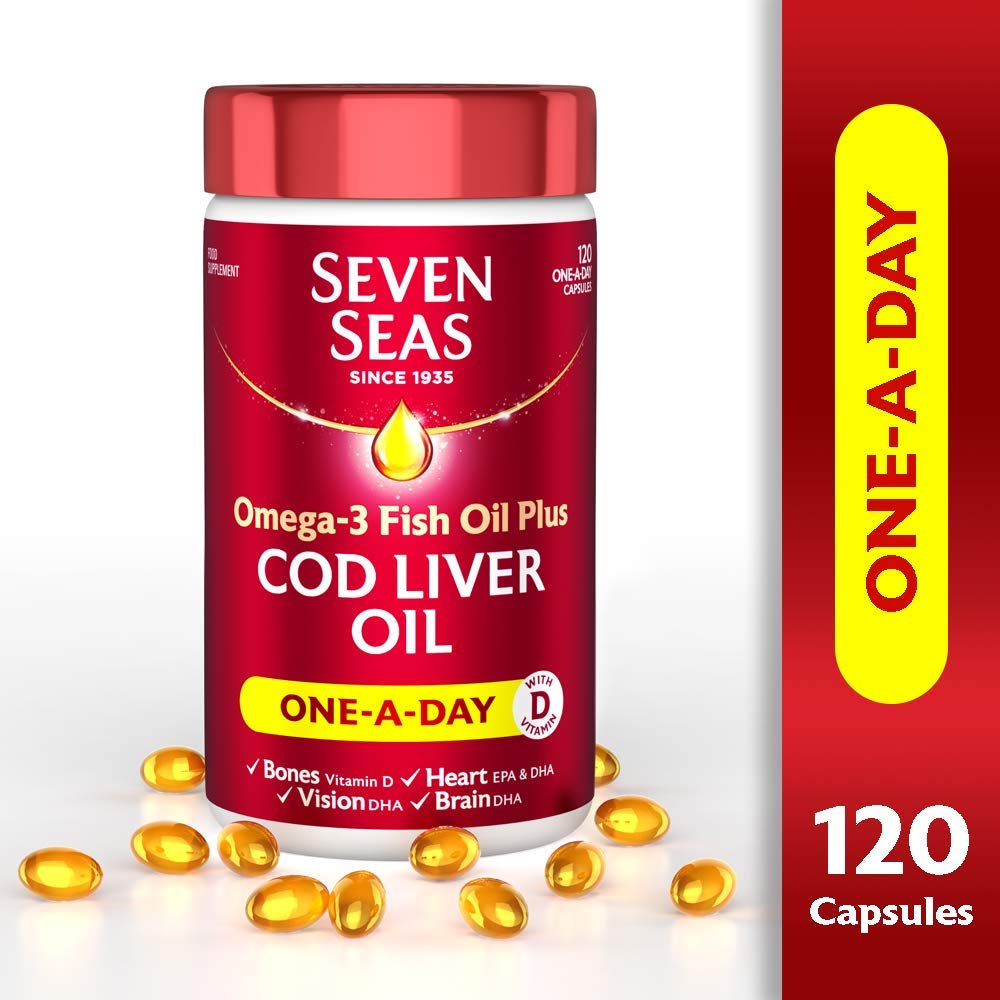 FOOD
SUPPLEMENT
120
ONE-A-DAY
CAPSULES
SEVEN
SEAS
SINCE 1935
Omega-3 Fish Oil Plus
COD LIVER
OIL
ONE-A-DAY
WITH
D
VITAMIN
✓ Bones Vitamin D ✓ Heart EPA & DHA
✓ Vision DHA ✓ Brain DHA
ONE-A-DAY
120
Capsules